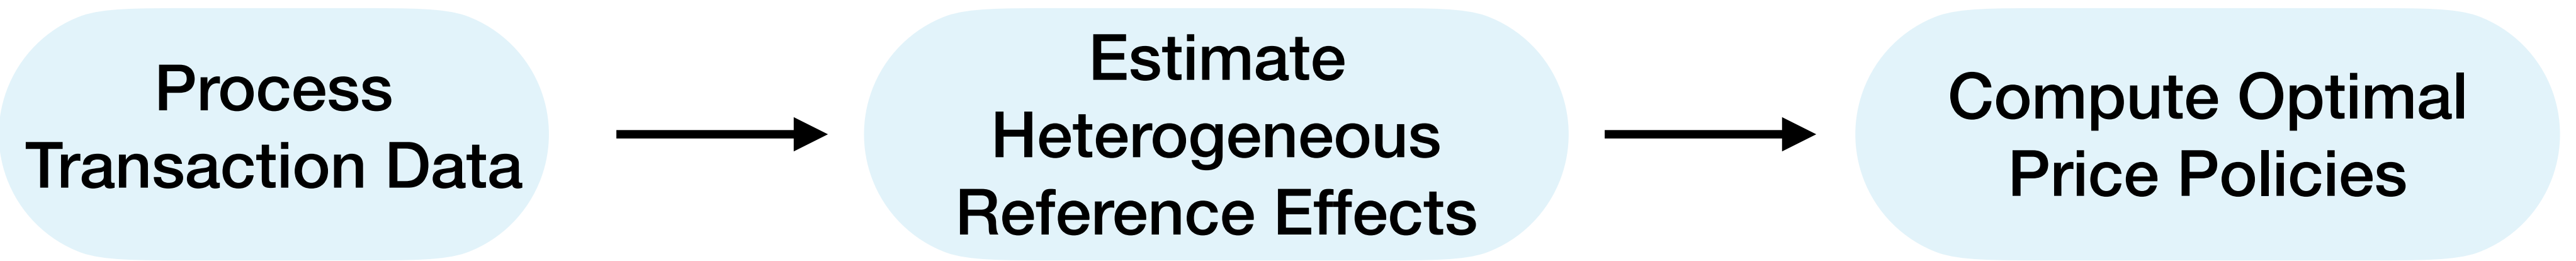 Process
Transaction Data
Estimate
Heterogeneous
Reference Effects
Compute Optimal
Price Policies